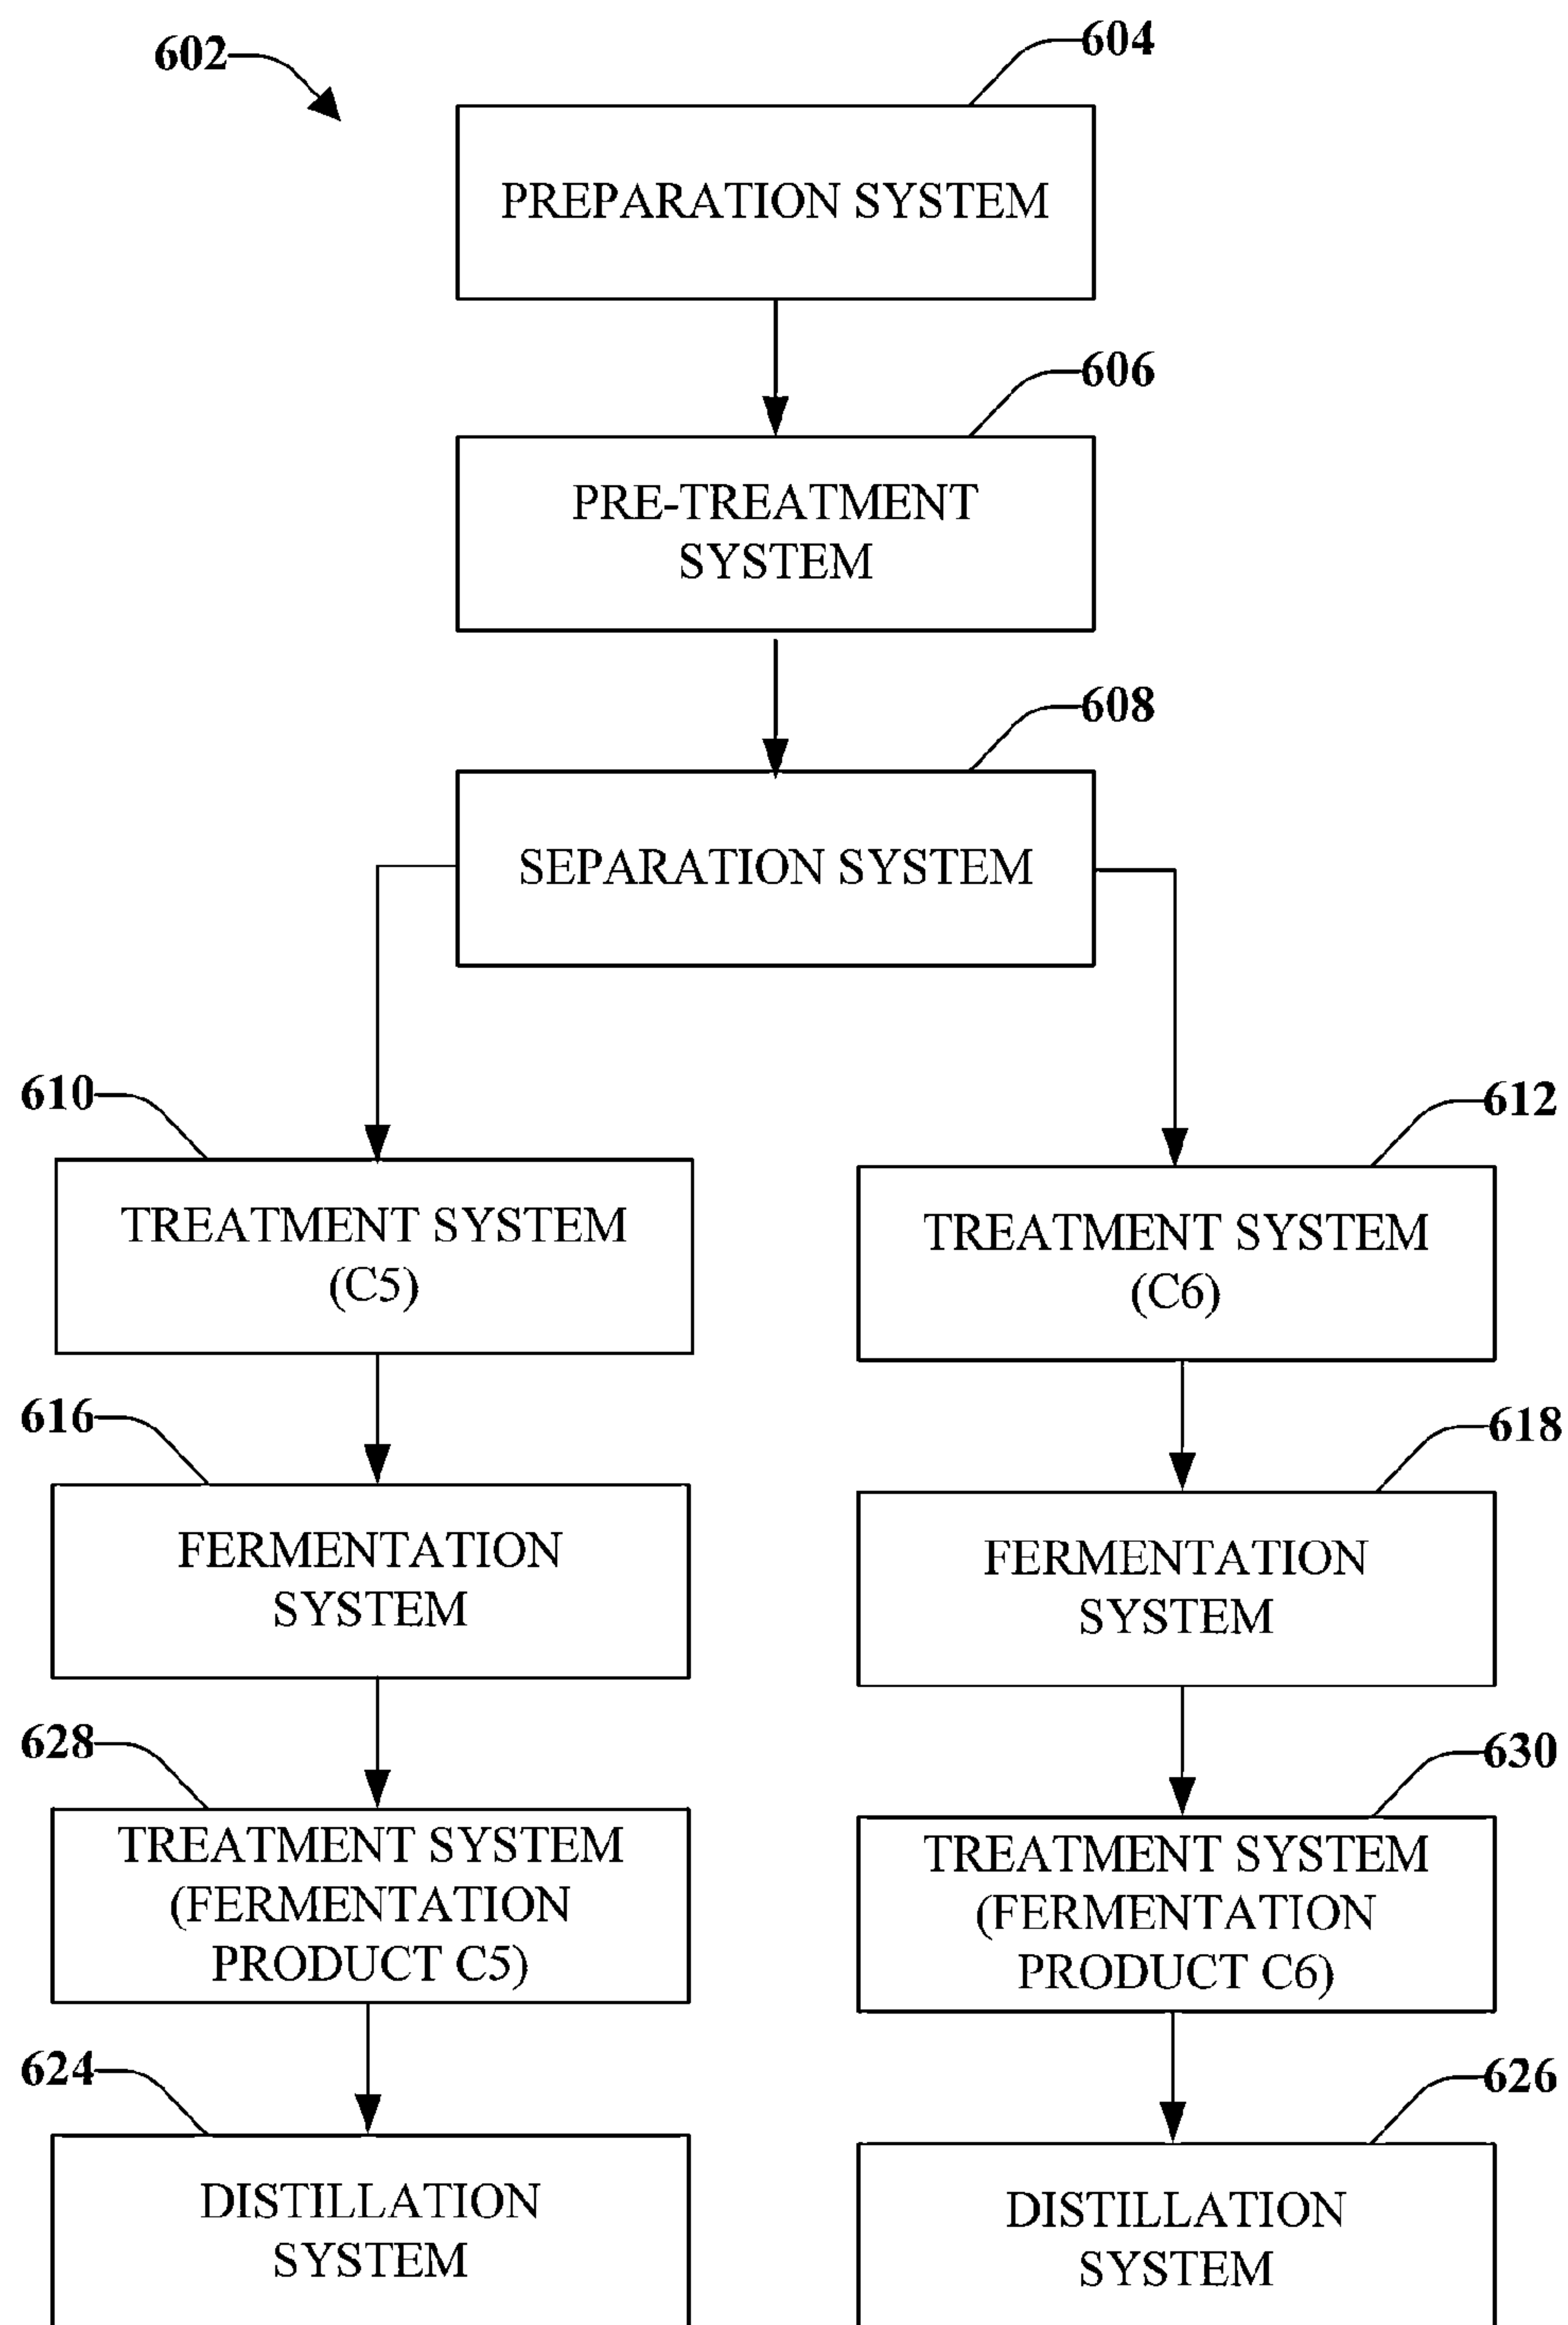 602
604
PREPARATION SYSTEM
606
PRE-TREATMENT
SYSTEM
608
SEPARATION SYSTEM
610
TREATMENT SYSTEM
(C5)
612
TREATMENT SYSTEM
(C6)
616
FERMENTATION
SYSTEM
618
FERMENTATION
SYSTEM
628
TREATMENT SYSTEM
(FERMENTATION
PRODUCT C5)
630
TREATMENT SYSTEM
(FERMENTATION
PRODUCT C6)
624
DISTILLATION
SYSTEM
626
DISTILLATION
SYSTEM